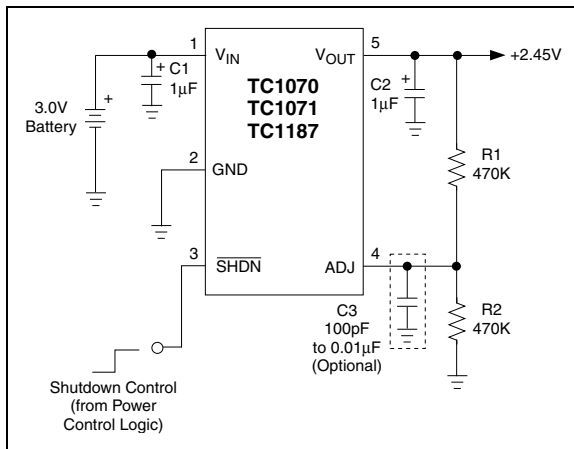 1
VIN
5
VOUT
+2.45V
+
C1
1µF
TC1070
TC1071
TC1187
C2
1µF
+
3.0V
Battery
+
R1
470K
2
GND
3
SHDN
4
ADJ
C3
100pF
to 0.01µF
(Optional)
R2
470K
Shutdown Control
(from Power
Control Logic)